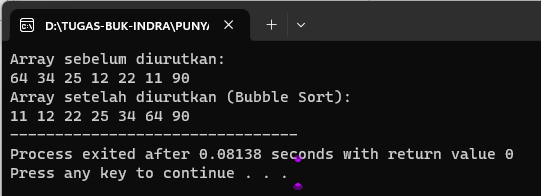 D:\TUGAS-BUK-INDRA\PUNYA
Array sebelum diurutkan:
64 34 25 12 22 11 90
Array setelah diurutkan (Bubble Sort):
11 12 22 25 34 64 90
--------------------------------
Process exited after 0.08138 seconds with return value 0
Press any key to continue . . .